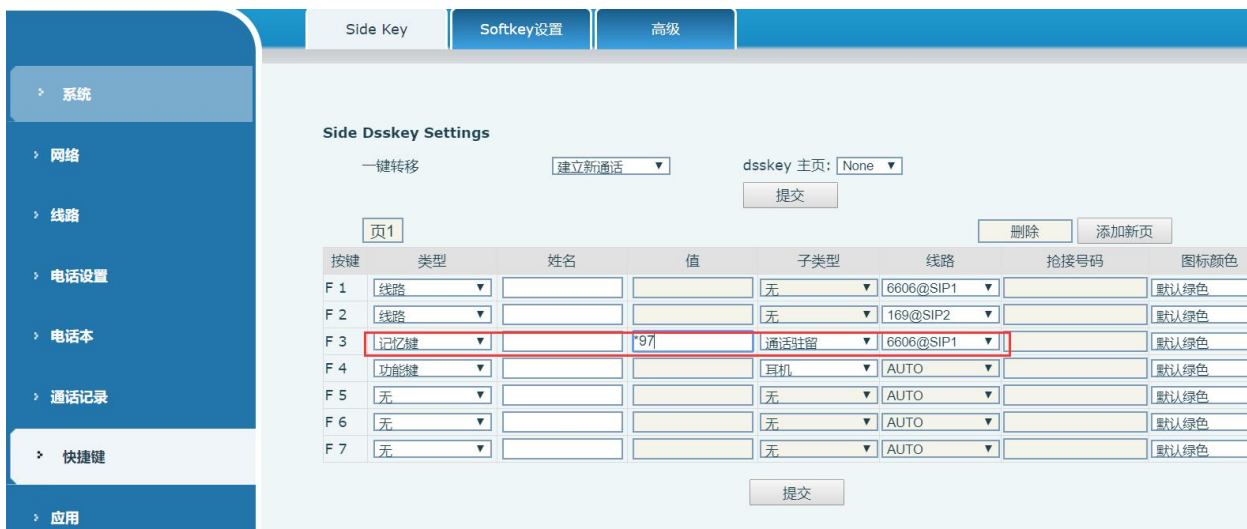 Side Key Softkey设置 高级
系统
网络
线路
电话设置
电话本
通话记录
快捷键
应用
Side Dsskey Settings
一键转移 建立新通话 dsskey 主页: None
提交
页1 删除 添加新页
按键 类型 姓名 值 子类型 线路 抢接号码 图标颜色
F 1 线路 无 6606@SIP1 默认绿色
F 2 线路 无 169@SIP2 默认绿色
F 3 记忆键 *97 通话驻留 6606@SIP1 默认绿色
F 4 功能键 耳机 AUTO 默认绿色
F 5 无 无 AUTO 默认绿色
F 6 无 无 AUTO 默认绿色
F 7 无 无 AUTO 默认绿色
提交